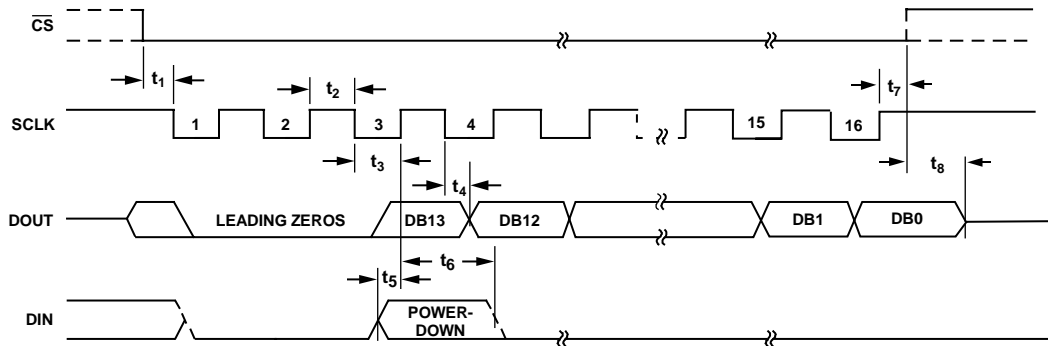 CS
t1
t2
t7
SCLK
1
2
3
4
15
16
t3
t4
t8
DOUT
LEADING ZEROS
DB13
DB12
DB1
DB0
t5
t6
DIN
POWER-
DOWN